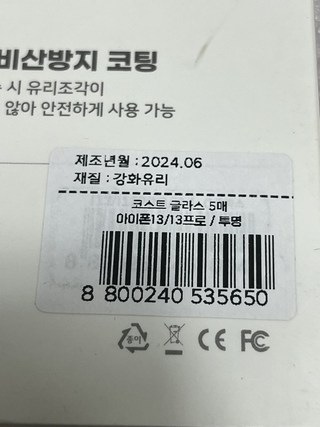 비산방지 코팅
시 유리조각이
않아 안전하게 사용 가능
제조년월 : 2024.06
재질 : 강화유리
코스트 글라스 5매
아이폰13/13프로 / 투명
8 800240 535650
종이 CE FC